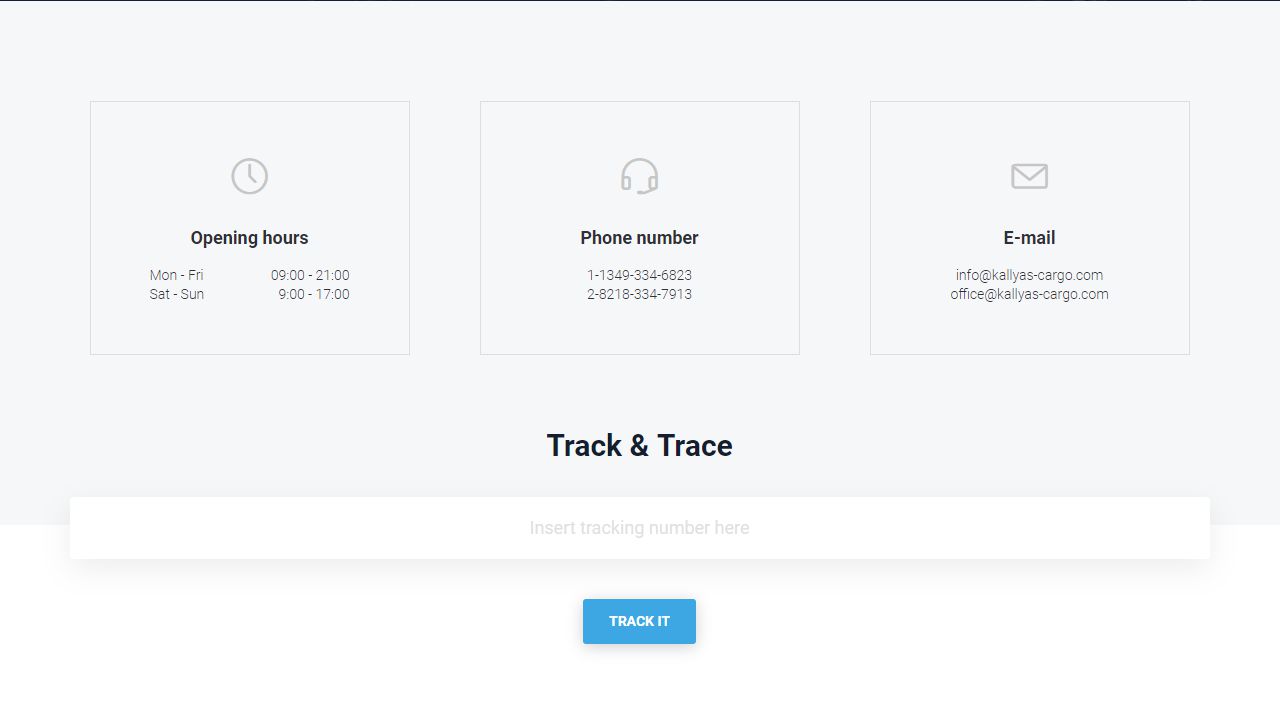 Opening hours
Mon - Fri 09:00 - 21:00
Sat - Sun 9:00 - 17:00
Phone number
1-1349-334-6823
2-8218-334-7913
E-mail
info@kallyas-cargo.com
office@kallyas-cargo.com
Track & Trace
Insert tracking number here
TRACK IT